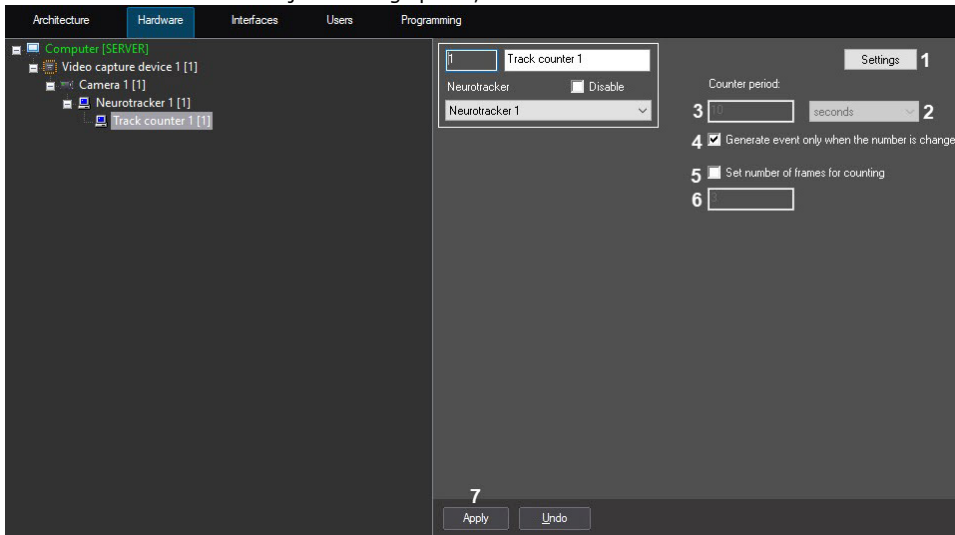 Architecture Hardware Interfaces Users Programming
Computer [SERVER]
Video capture device 1 [1]
Camera 1 [1]
Neurotracker 1 [1]
Track counter 1 [1]
1 Track counter 1
Neurotracker Disable
Neurotracker 1
Settings 1
Counter period:
3 10 seconds 2
4 Generate event only when the number is change
5 Set number of frames for counting
6 3
7
Apply Undo